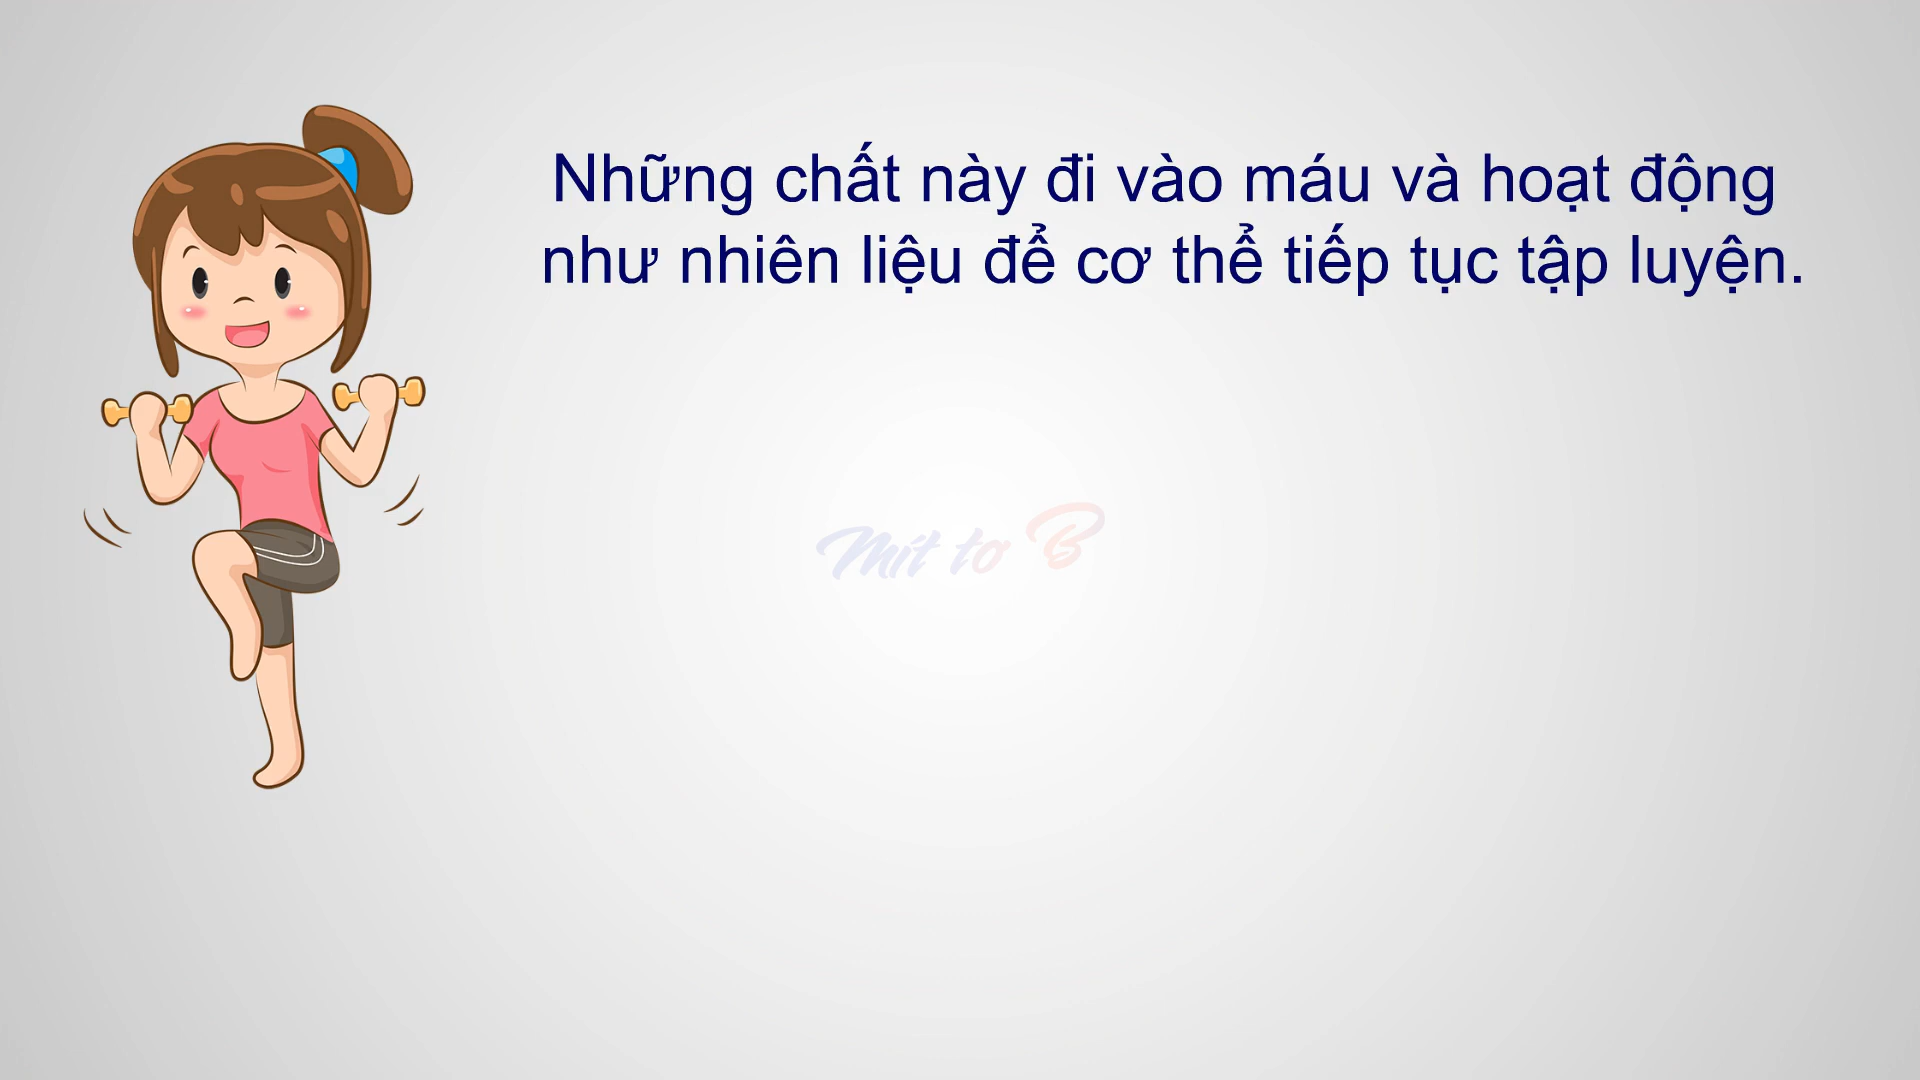 Những chất này đi vào máu và hoạt động
như nhiên liệu để cơ thể tiếp tục tập luyện.
Mít tơ B